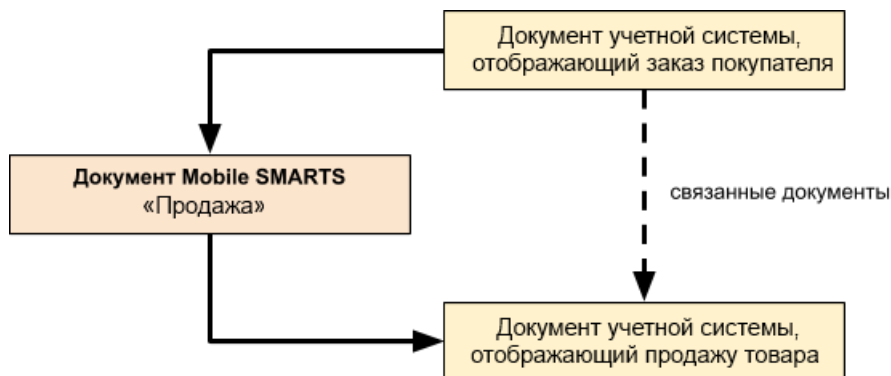 Документ учетной системы,
отображающий заказ покупателя
Документ Mobile SMARTS
«Продажа»
связанные документы
Документ учетной системы,
отображающий продажу товара